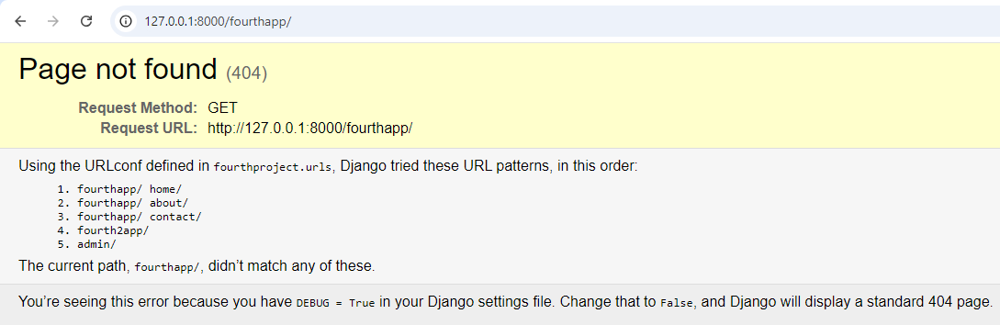 127.0.0.1:8000/fourthapp/
Page not found (404)
Request Method: GET
Request URL: http://127.0.0.1:8000/fourthapp/
Using the URLconf defined in fourthproject.urls, Django tried these URL patterns, in this order:
1. fourthapp/ home/
2. fourthapp/ about/
3. fourthapp/ contact/
4. fourth2app/
5. admin/
The current path, fourthapp/, didn’t match any of these.
You’re seeing this error because you have DEBUG = True in your Django settings file. Change that to False, and Django will display a standard 404 page.